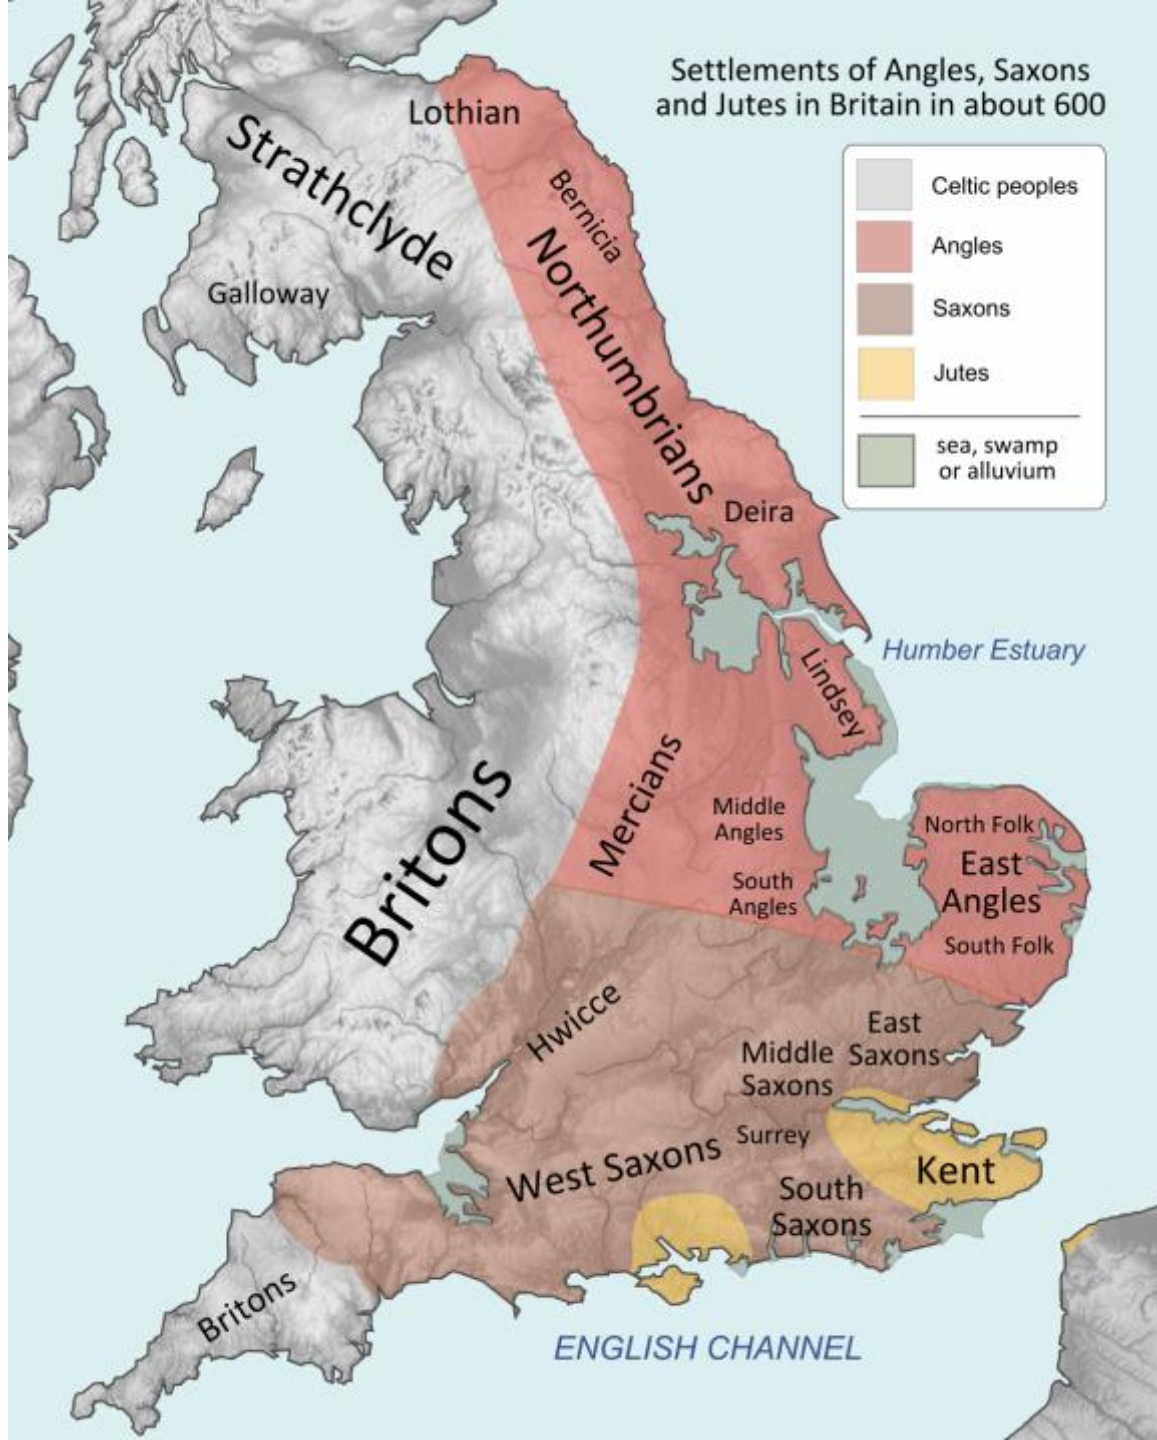 Settlements of Angles, Saxons
and Jutes in Britain in about 600
Celtic peoples
Angles
Saxons
Jutes
sea, swamp
or alluvium
Lothian
Strathclyde
Bernicia
Galloway
Northumbrians
Deira
Humber Estuary
Lindsey
Mercians
Britons
Middle
Angles
North Folk
East
Angles
South
Angles
South Folk
Hwicce
East
Saxons
Middle
Saxons
Surrey
West Saxons
Kent
South
Saxons
Britons
ENGLISH CHANNEL